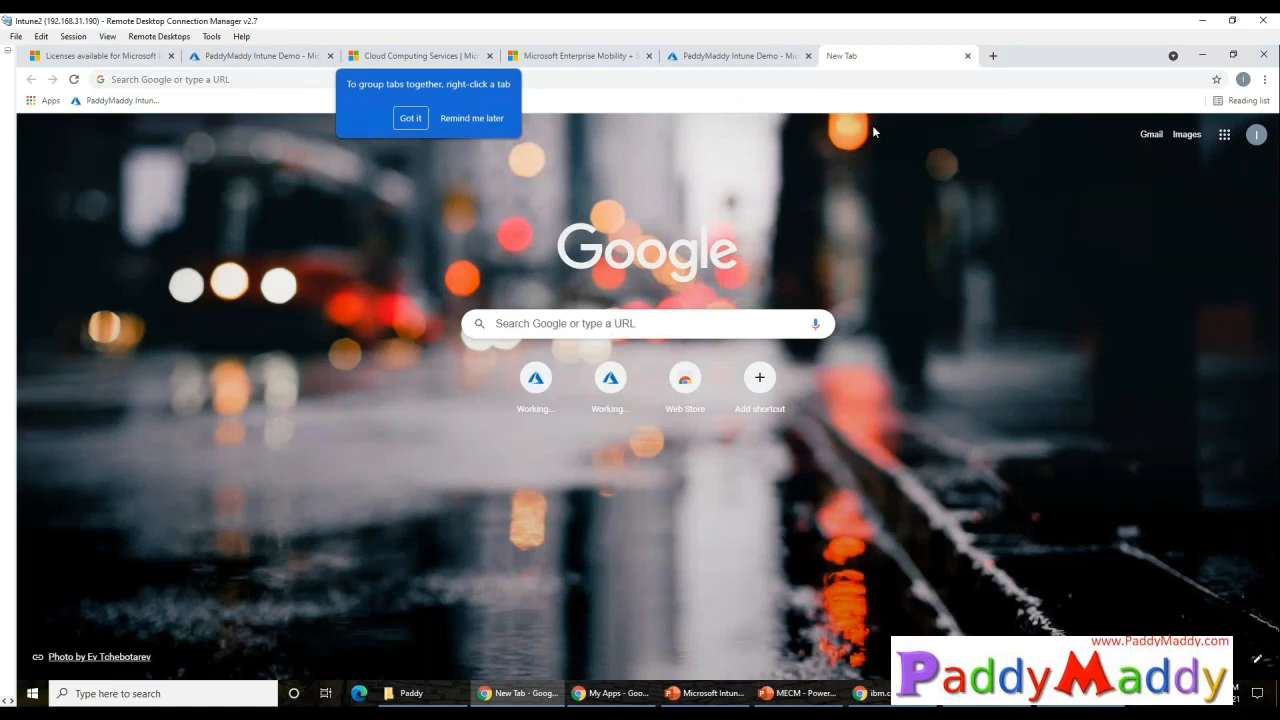 Intune2 (192.168.31.190) - Remote Desktop Connection Manager v2.7
File Edit Session View Remote Desktops Tools Help
Licenses available for Microsoft PaddyMaddy Intune Demo - Mic Cloud Computing Services | Micr Microsoft Enterprise Mobility + S PaddyMaddy Intune Demo - Mic New Tab
Search Google or type a URL
To group tabs together, right-click a tab
Got it Remind me later
Apps PaddyMaddy Intun... Reading list
Gmail Images I
Google
Search Google or type a URL
Working... Working... Web Store Add shortcut
Photo by Ev Tchebotarev
www.PaddyMaddy.com
PaddyMaddy
Type here to search Paddy New Tab - Goog... My Apps - Goo... Microsoft Intun... MECM - Power... ibm.c